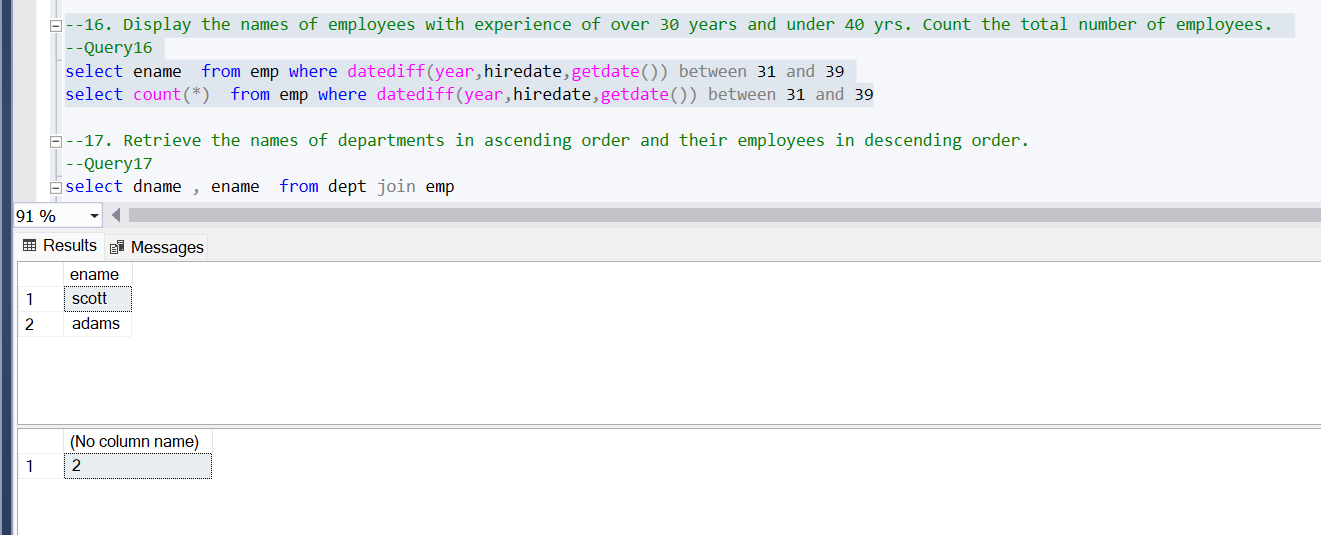 --16. Display the names of employees with experience of over 30 years and under 40 yrs. Count the total number of employees.
--Query16
select ename  from emp where datediff(year,hiredate,getdate()) between 31 and 39
select count(*)  from emp where datediff(year,hiredate,getdate()) between 31 and 39
--17. Retrieve the names of departments in ascending order and their employees in descending order.
--Query17
select dname , ename  from dept join emp
91 %
Results Messages
ename
1 scott
2 adams
(No column name)
1 2